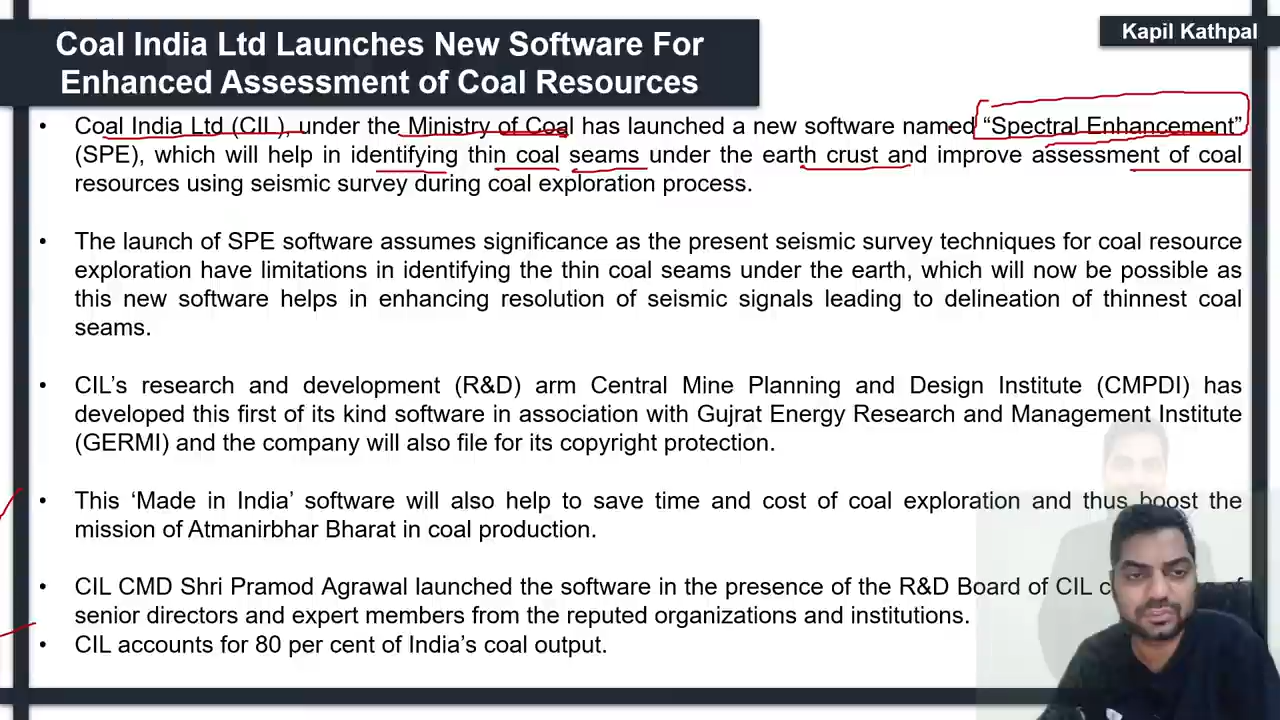 Coal India Ltd Launches New Software For
Enhanced Assessment of Coal Resources
Kapil Kathpal
• Coal India Ltd (CIL), under the Ministry of Coal has launched a new software named “Spectral Enhancement”
(SPE), which will help in identifying thin coal seams under the earth crust and improve assessment of coal
resources using seismic survey during coal exploration process.
• The launch of SPE software assumes significance as the present seismic survey techniques for coal resource
exploration have limitations in identifying the thin coal seams under the earth, which will now be possible as
this new software helps in enhancing resolution of seismic signals leading to delineation of thinnest coal
seams.
• CIL’s research and development (R&D) arm Central Mine Planning and Design Institute (CMPDI) has
developed this first of its kind software in association with Gujrat Energy Research and Management Institute
(GERMI) and the company will also file for its copyright protection.
• This ‘Made in India’ software will also help to save time and cost of coal exploration and thus boost the
mission of Atmanirbhar Bharat in coal production.
• CIL CMD Shri Pramod Agrawal launched the software in the presence of the R&D Board of CIL
senior directors and expert members from the reputed organizations and institutions.
• CIL accounts for 80 per cent of India’s coal output.